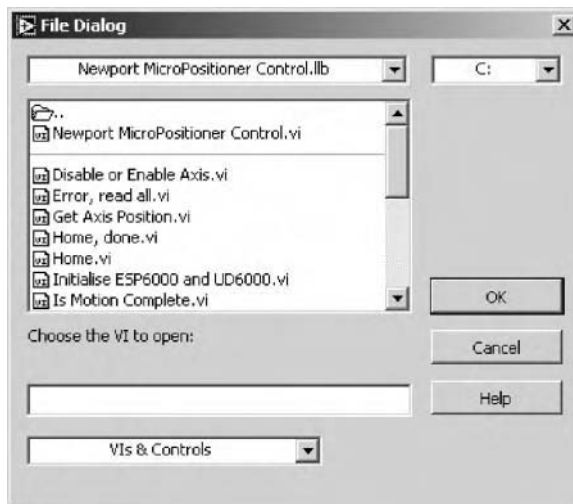 File Dialog
Newport MicroPositioner Control.llb
C:
..
Newport MicroPositioner Control.vi
Disable or Enable Axis.vi
Error, read all.vi
Get Axis Position.vi
Home, done.vi
Home.vi
Initialise ESP6000 and UD6000.vi
Is Motion Complete.vi
OK
Choose the VI to open:
Cancel
Help
VIs & Controls